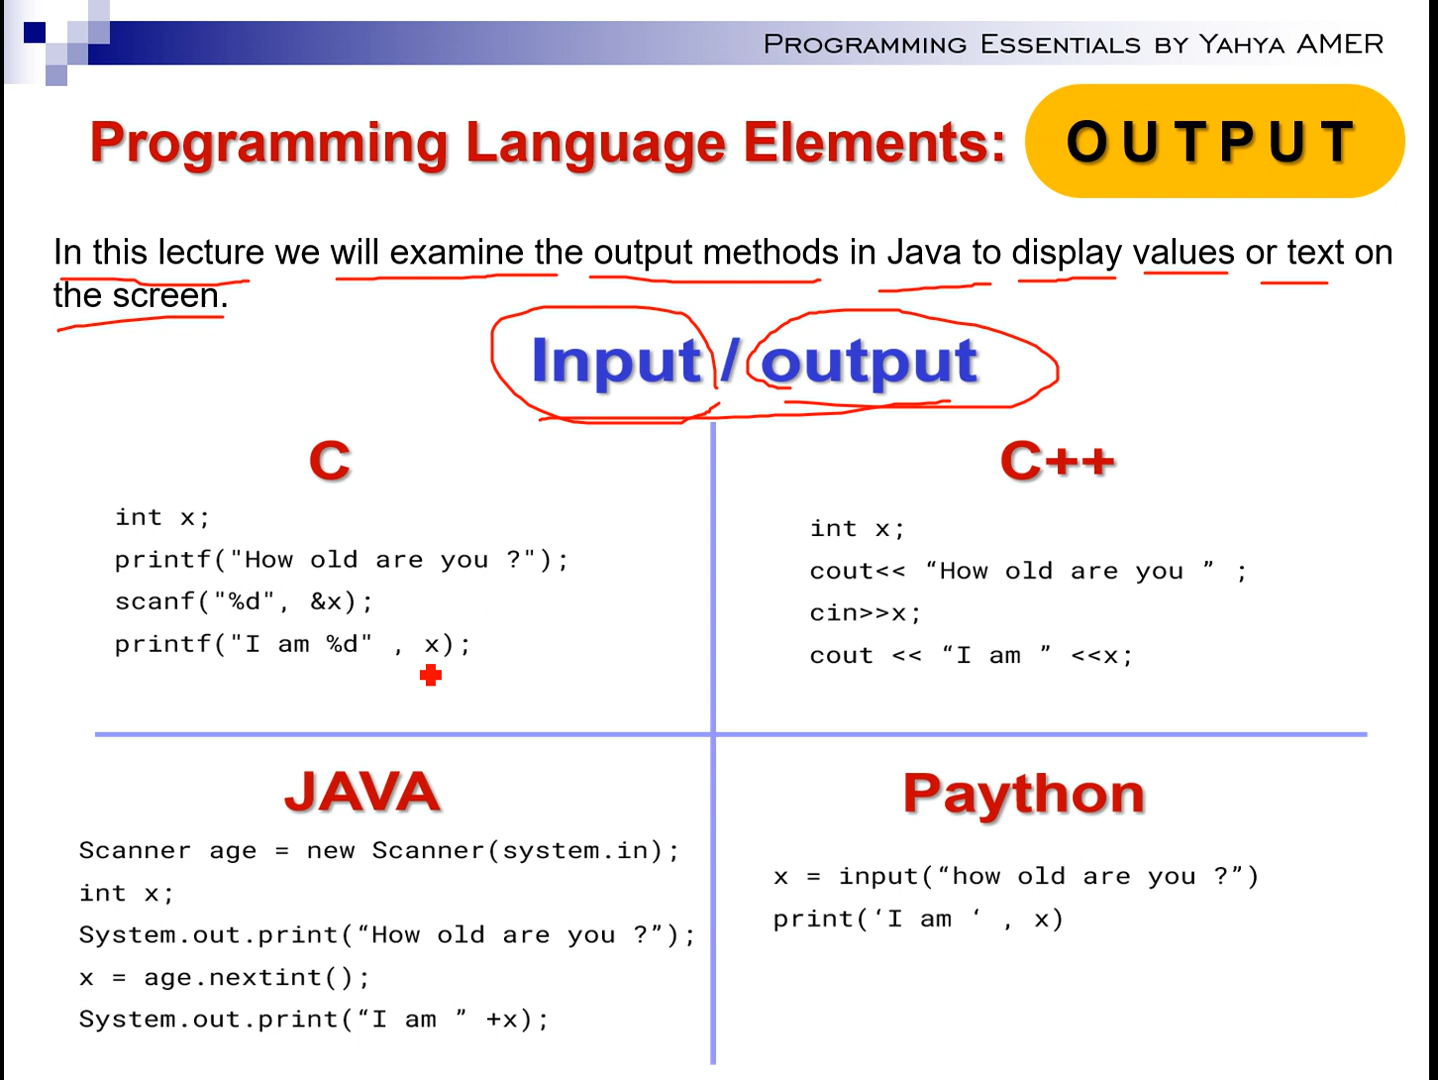 PROGRAMMING ESSENTIALS BY YAHYA AMER
Programming Language Elements: OUTPUT
In this lecture we will examine the output methods in Java to display values or text on
the screen.
Input / output
C
int x;
printf("How old are you ?");
scanf("%d", &x);
printf("I am %d" , x);
C++
int x;
cout<< “How old are you ” ;
cin>>x;
cout << “I am ” <<x;
JAVA
Scanner age = new Scanner(system.in);
int x;
System.out.print(“How old are you ?”);
x = age.nextint();
System.out.print(“I am ” +x);
Paython
x = input(“how old are you ?”)
print(‘I am ‘ , x)